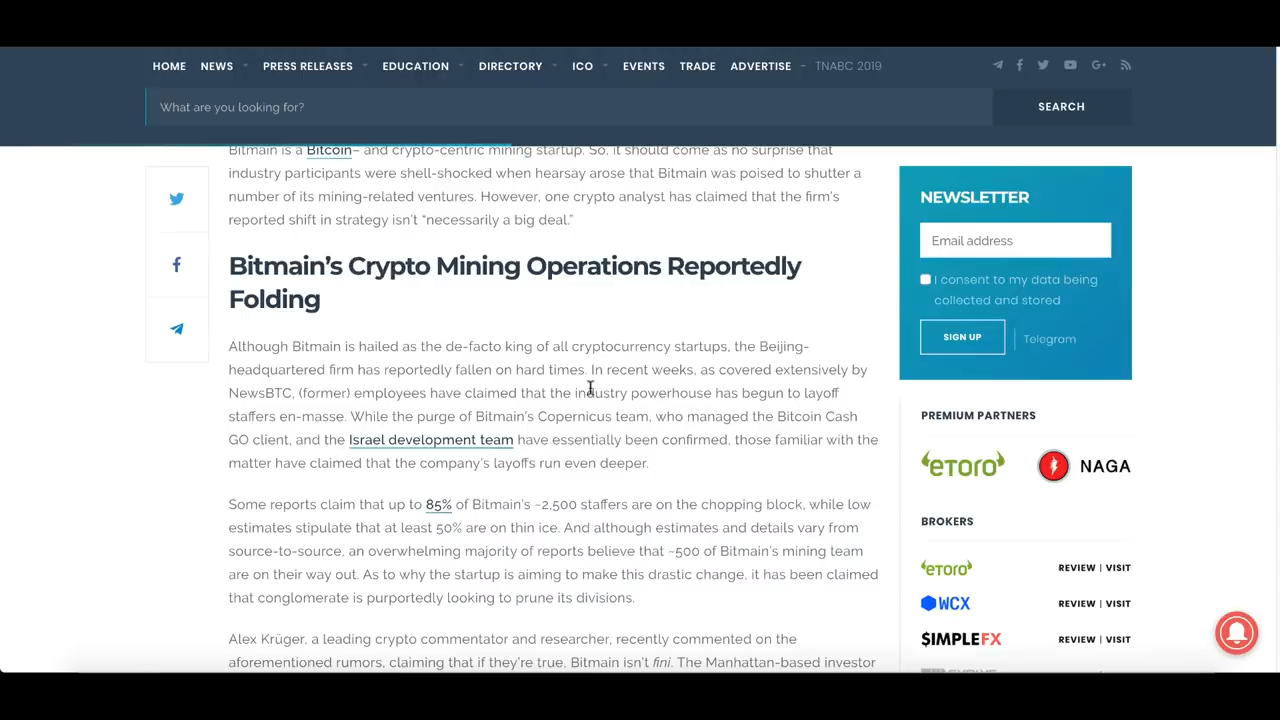 HOME NEWS PRESS RELEASES EDUCATION DIRECTORY ICO EVENTS TRADE ADVERTISE – TNABC 2019
What are you looking for? SEARCH
Bitmain is a Bitcoin– and crypto-centric mining startup. So, it should come as no surprise that
industry participants were shell-shocked when hearsay arose that Bitmain was poised to shutter a
number of its mining-related ventures. However, one crypto analyst has claimed that the firm's
reported shift in strategy isn't “necessarily a big deal.”
Bitmain's Crypto Mining Operations Reportedly
Folding
Although Bitmain is hailed as the de-facto king of all cryptocurrency startups, the Beijing-
headquartered firm has reportedly fallen on hard times. In recent weeks, as covered extensively by
NewsBTC, (former) employees have claimed that the industry powerhouse has begun to layoff
staffers en-masse. While the purge of Bitmain's Copernicus team, who managed the Bitcoin Cash
GO client, and the Israel development team have essentially been confirmed, those familiar with the
matter have claimed that the company's layoffs run even deeper.
Some reports claim that up to 85% of Bitmain's ~2,500 staffers are on the chopping block, while low
estimates stipulate that at least 50% are on thin ice. And although estimates and details vary from
source-to-source, an overwhelming majority of reports believe that ~500 of Bitmain's mining team
are on their way out. As to why the startup is aiming to make this drastic change, it has been claimed
that conglomerate is purportedly looking to prune its divisions.
Alex Krüger, a leading crypto commentator and researcher, recently commented on the
aforementioned rumors, claiming that if they're true, Bitmain isn't fini. The Manhattan-based investor
NEWSLETTER
Email address
I consent to my data being
collected and stored
SIGN UP Telegram
PREMIUM PARTNERS
eToro NAGA
BROKERS
eToro REVIEW | VISIT
WCX REVIEW | VISIT
$IMPLEFX REVIEW | VISIT